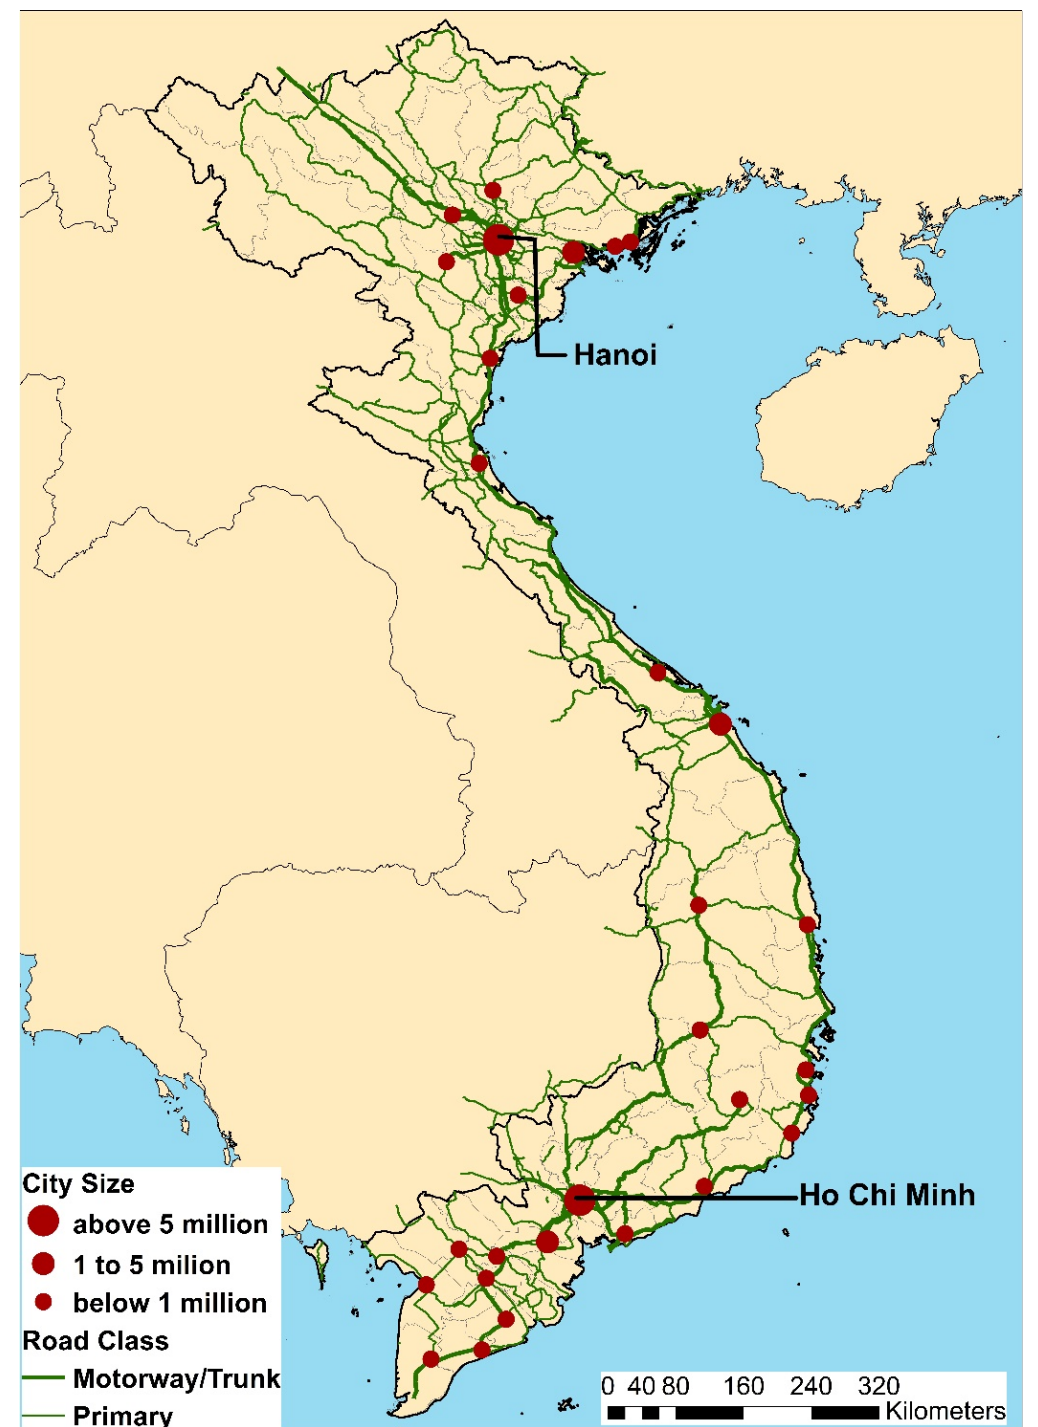 Hanoi
Ho Chi Minh
City Size
above 5 million
1 to 5 milion
below 1 million
Road Class
Motorway/Trunk
Primary
0 40 80 160 240 320
Kilometers